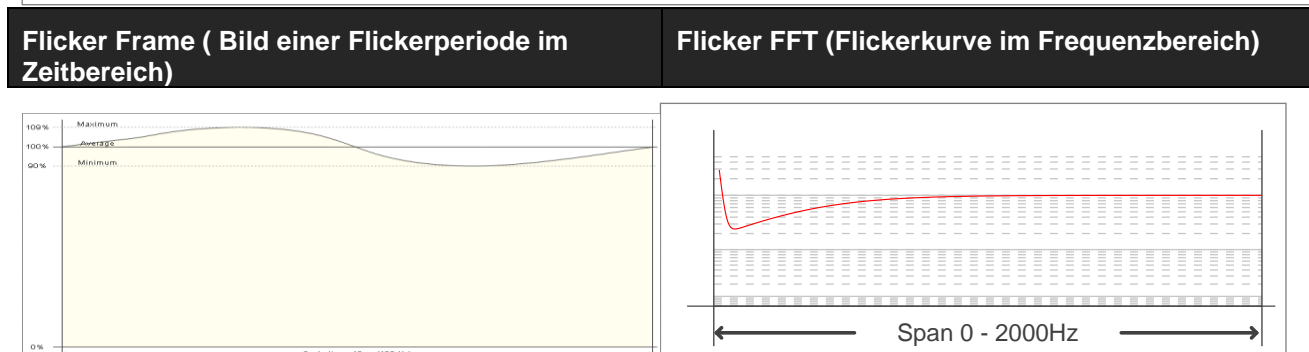 Flicker Frame ( Bild einer Flickerperiode im
Zeitbereich)
Flicker FFT (Flickerkurve im Frequenzbereich)
109%
Maximum
100%
Average
90%
Minimum
0%
Span 0 - 2000Hz